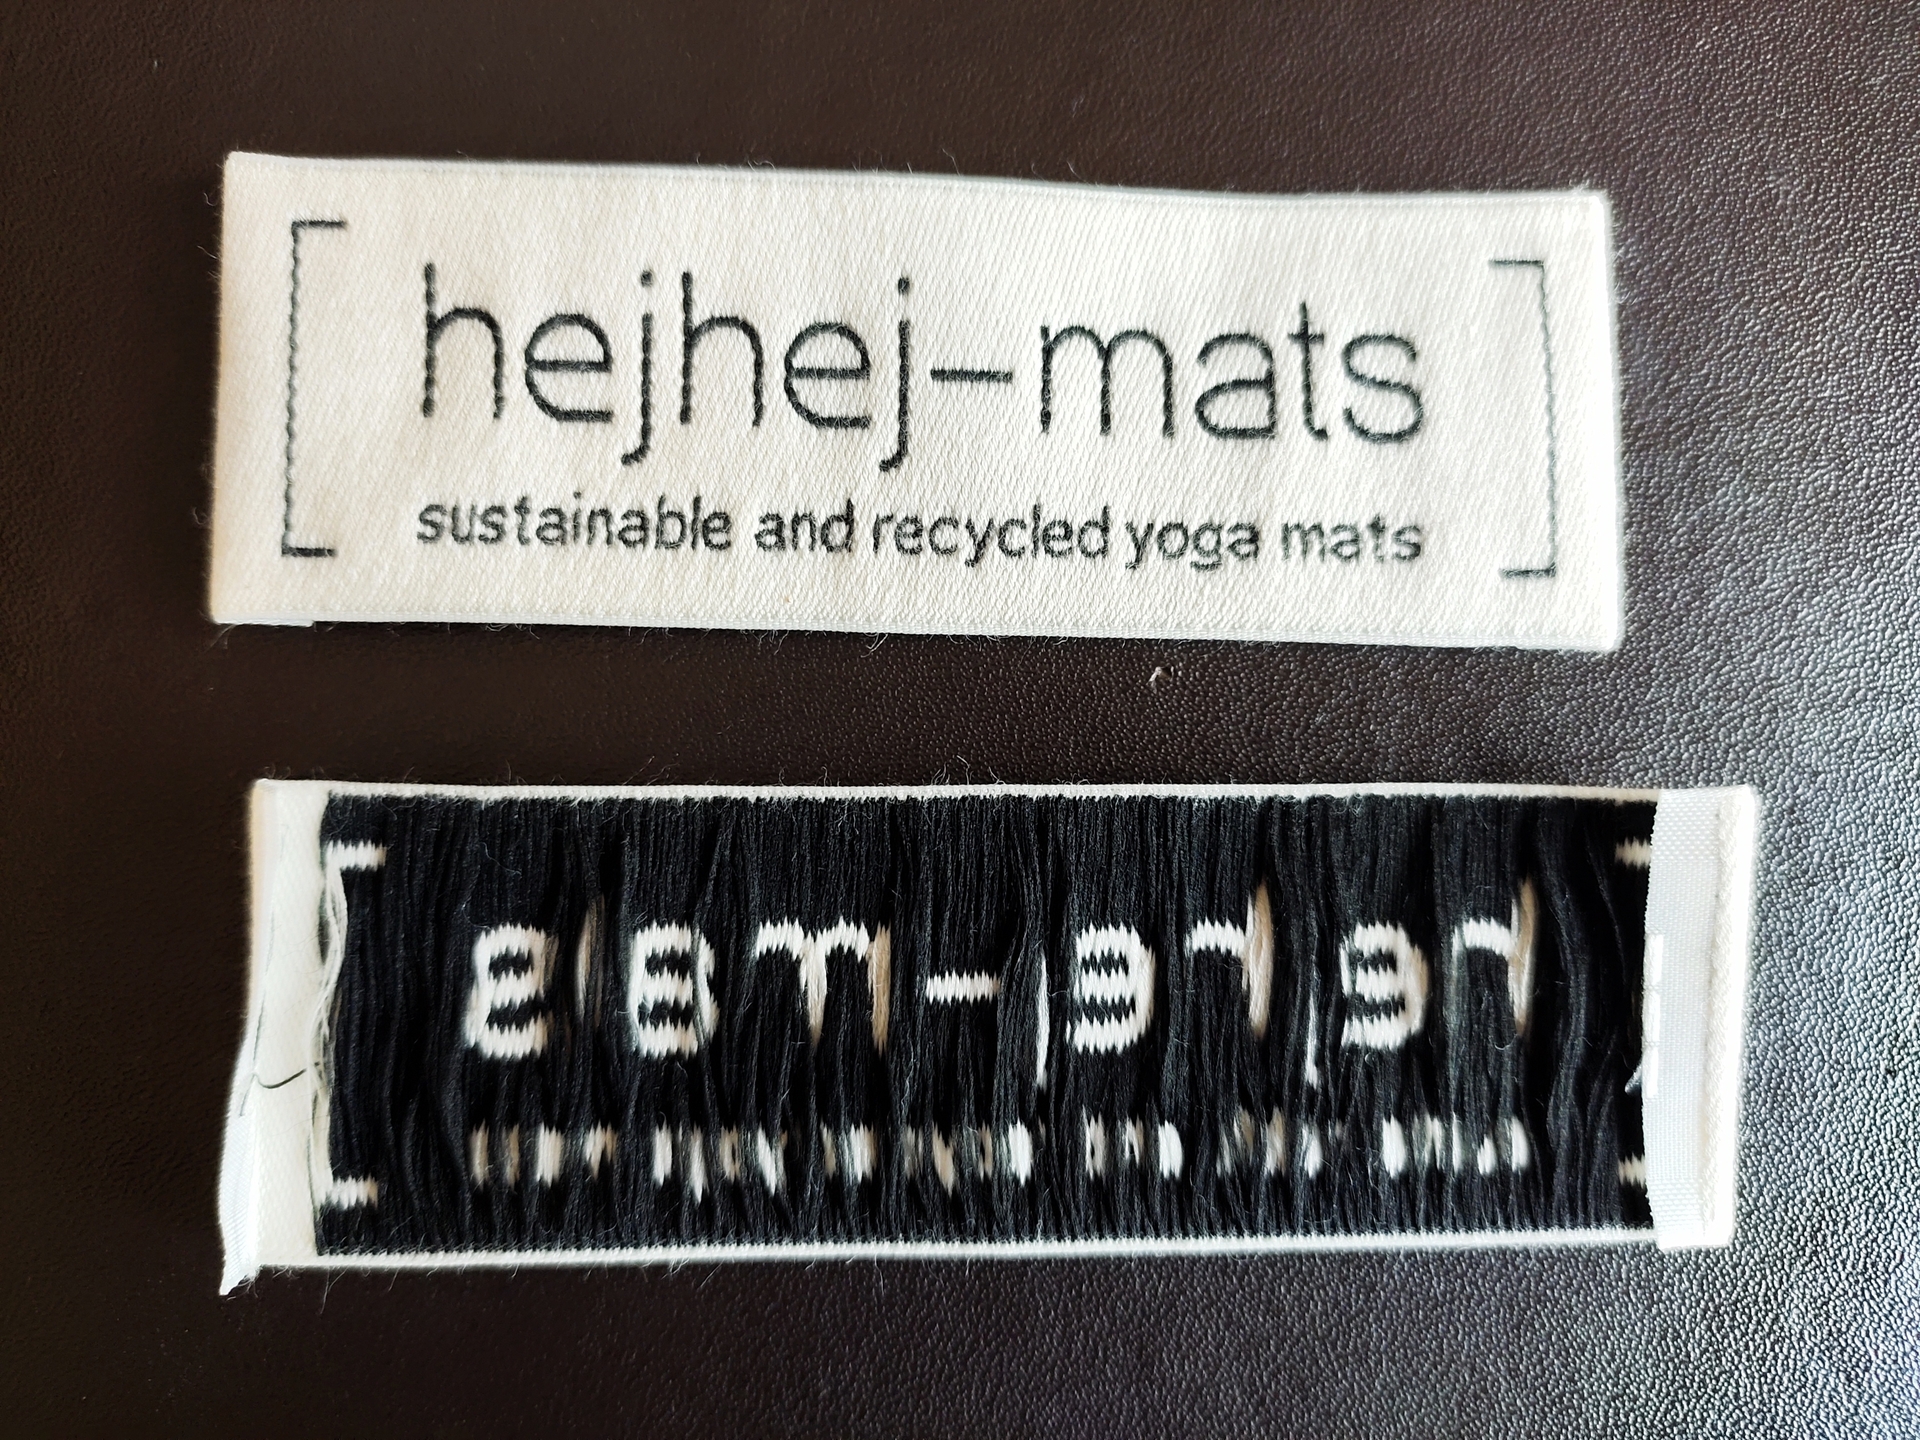 [hejhej-mats]
sustainable and recycled yoga mats